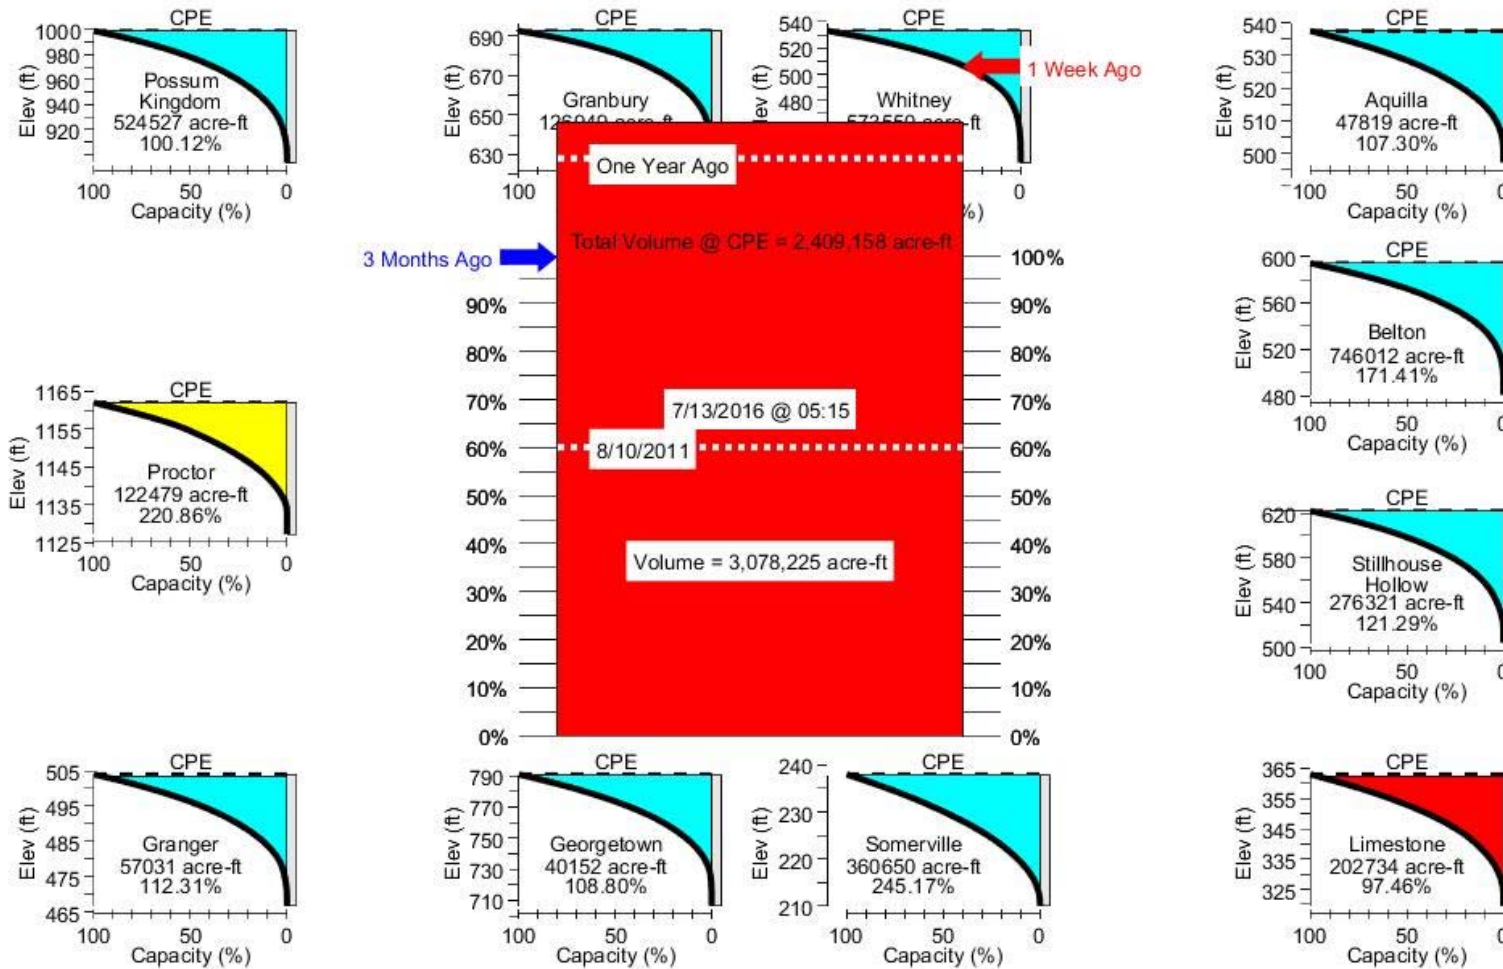 CPE
1000
980
960
940
920
Elev (ft)
Possum
Kingdom
524527 acre-ft
100.12%
100 50 0
Capacity (%)
CPE
690
670
650
630
Elev (ft)
Granbury
100
CPE
540
520
500
480
Elev (ft)
Whitney
0
%)
1 Week Ago
CPE
540
530
520
510
500
Elev (ft)
Aquilla
47819 acre-ft
107.30%
100 50 0
Capacity (%)
One Year Ago
Total Volume @ CPE = 2,409,158 acre-ft
3 Months Ago
100%
90% 90%
80% 80%
70% 70%
7/13/2016 @ 05:15
60% 60%
8/10/2011
50% 50%
40% 40%
Volume = 3,078,225 acre-ft
30% 30%
20% 20%
10% 10%
0% 0%
CPE
600
560
520
480
Elev (ft)
Belton
746012 acre-ft
171.41%
100 50 0
Capacity (%)
CPE
1165
1155
1145
1135
1125
Elev (ft)
Proctor
122479 acre-ft
220.86%
100 50 0
Capacity (%)
CPE
620
580
540
500
Elev (ft)
Stillhouse
Hollow
276321 acre-ft
121.29%
100 50 0
Capacity (%)
CPE
505
495
485
475
465
Elev (ft)
Granger
57031 acre-ft
112.31%
100 50 0
Capacity (%)
CPE
790
770
750
730
710
Elev (ft)
Georgetown
40152 acre-ft
108.80%
100 50 0
Capacity (%)
CPE
240
230
220
210
Elev (ft)
Somerville
360650 acre-ft
245.17%
100 50 0
Capacity (%)
CPE
365
355
345
335
325
Elev (ft)
Limestone
202734 acre-ft
97.46%
100 50 0
Capacity (%)